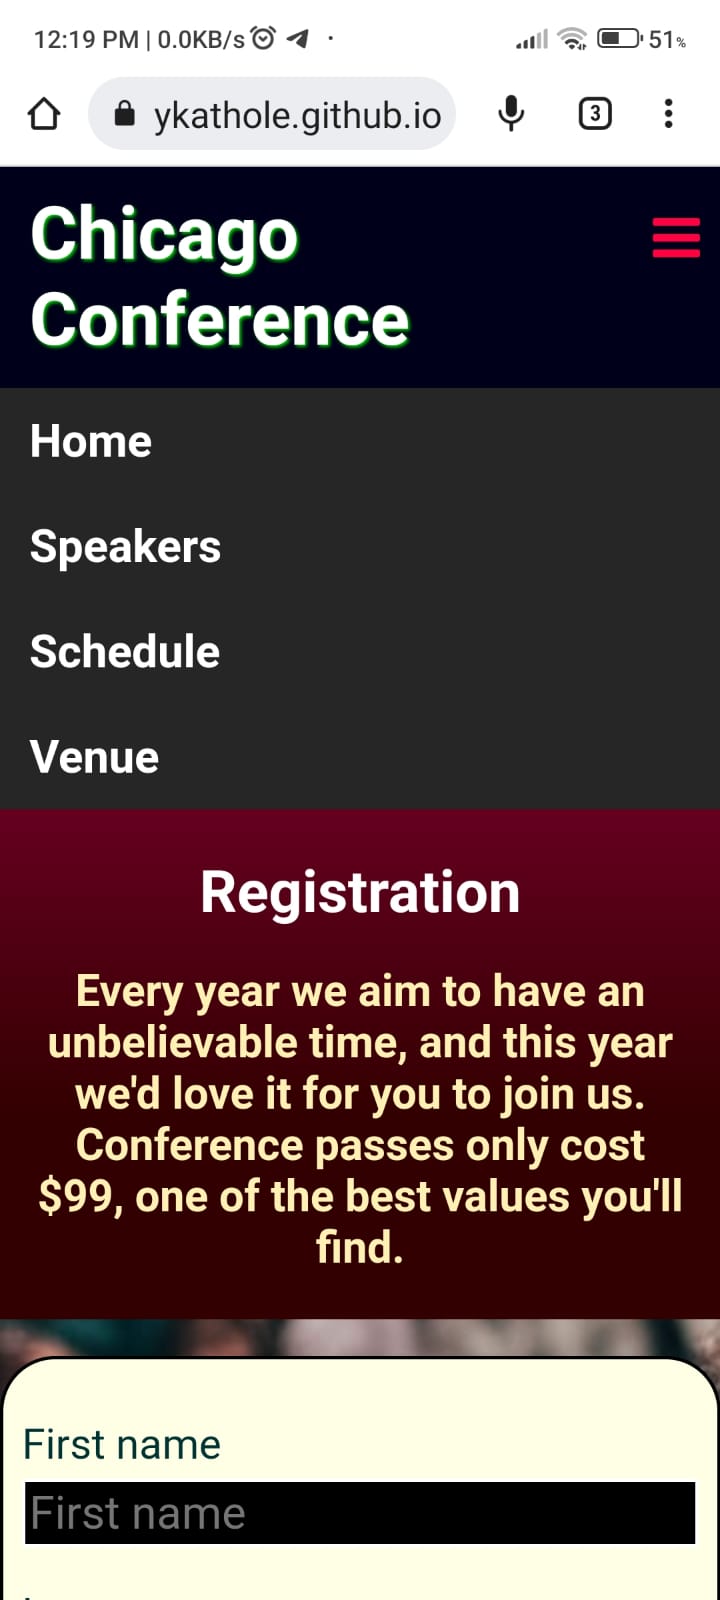 12:19 PM | 0.0KB/s
51%
ykathole.github.io
3
Chicago
Conference
Home
Speakers
Schedule
Venue
Registration
Every year we aim to have an
unbelievable time, and this year
we'd love it for you to join us.
Conference passes only cost
$99, one of the best values you'll
find.
First name
First name